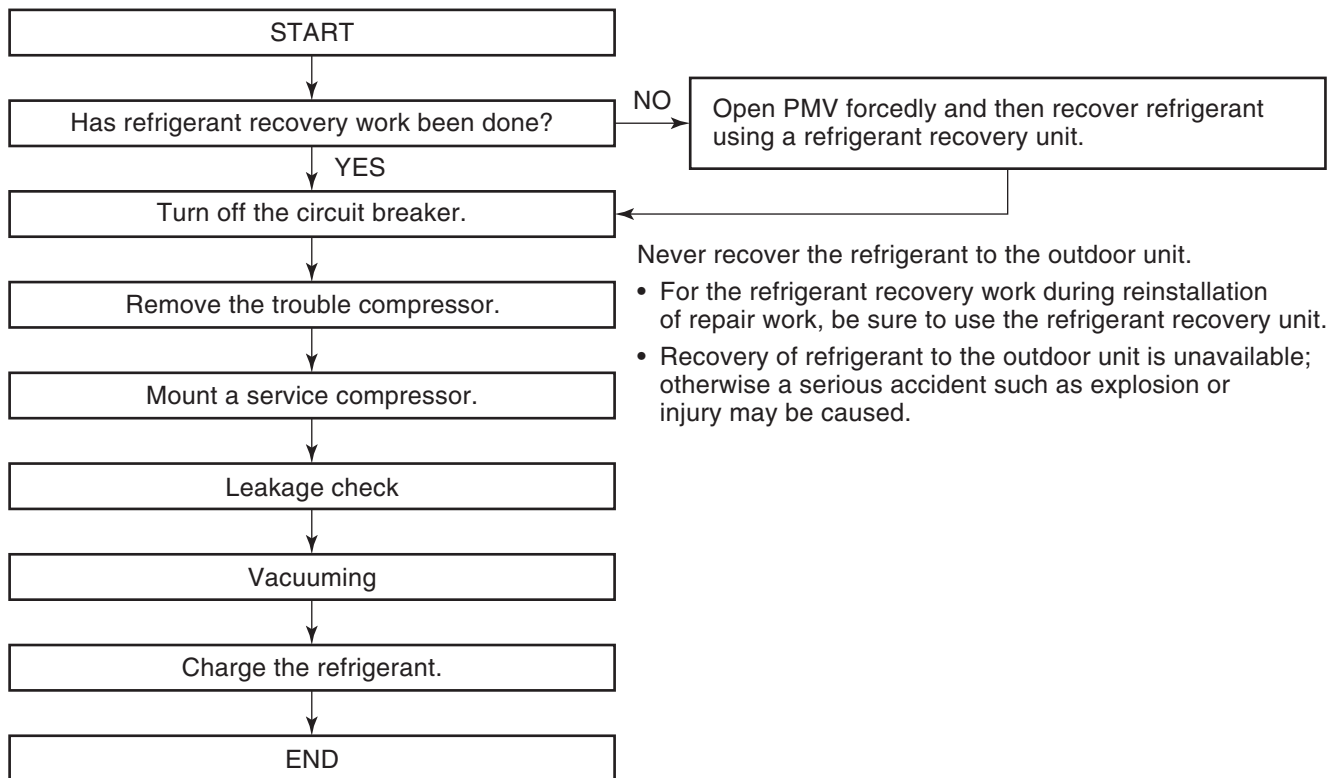 START
Has refrigerant recovery work been done?
NO
Open PMV forcedly and then recover refrigerant
using a refrigerant recovery unit.
YES
Turn off the circuit breaker.
Never recover the refrigerant to the outdoor unit.
• For the refrigerant recovery work during reinstallation
of repair work, be sure to use the refrigerant recovery unit.
• Recovery of refrigerant to the outdoor unit is unavailable;
otherwise a serious accident such as explosion or
injury may be caused.
Remove the trouble compressor.
Mount a service compressor.
Leakage check
Vacuuming
Charge the refrigerant.
END